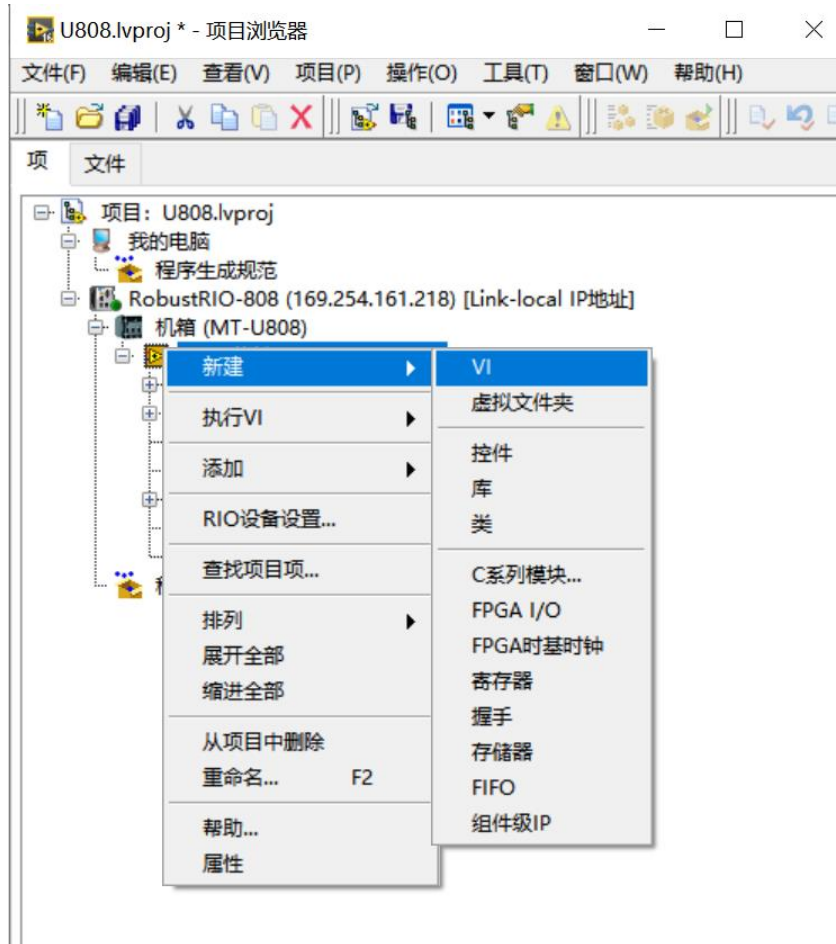 U808.lvproj * - 项目浏览器
文件(F) 编辑(E) 查看(V) 项目(P) 操作(O) 工具(T) 窗口(W) 帮助(H)
项 文件
项目：U808.lvproj
我的电脑
程序生成规范
RobustRIO-808 (169.254.161.218) [Link-local IP地址]
机箱 (MT-U808)
新建
执行VI
添加
RIO设备设置...
查找项目项...
排列
展开全部
缩进全部
从项目中删除
重命名... F2
帮助...
属性
VI
虚拟文件夹
控件
库
类
C系列模块...
FPGA I/O
FPGA时基时钟
寄存器
握手
存储器
FIFO
组件级IP